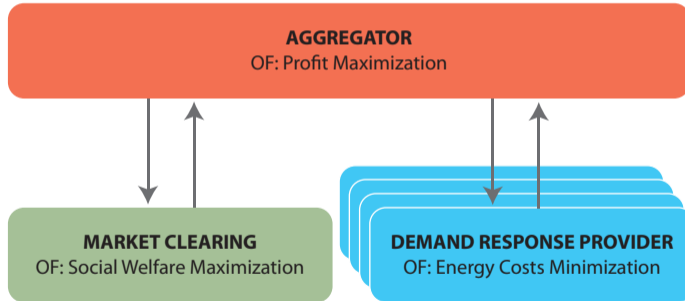 AGGREGATOR
OF: Profit Maximization
MARKET CLEARING
OF: Social Welfare Maximization
DEMAND RESPONSE PROVIDER
OF: Energy Costs Minimization